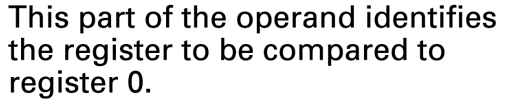 This part of the operand identifies
the register to be compared to
register 0.